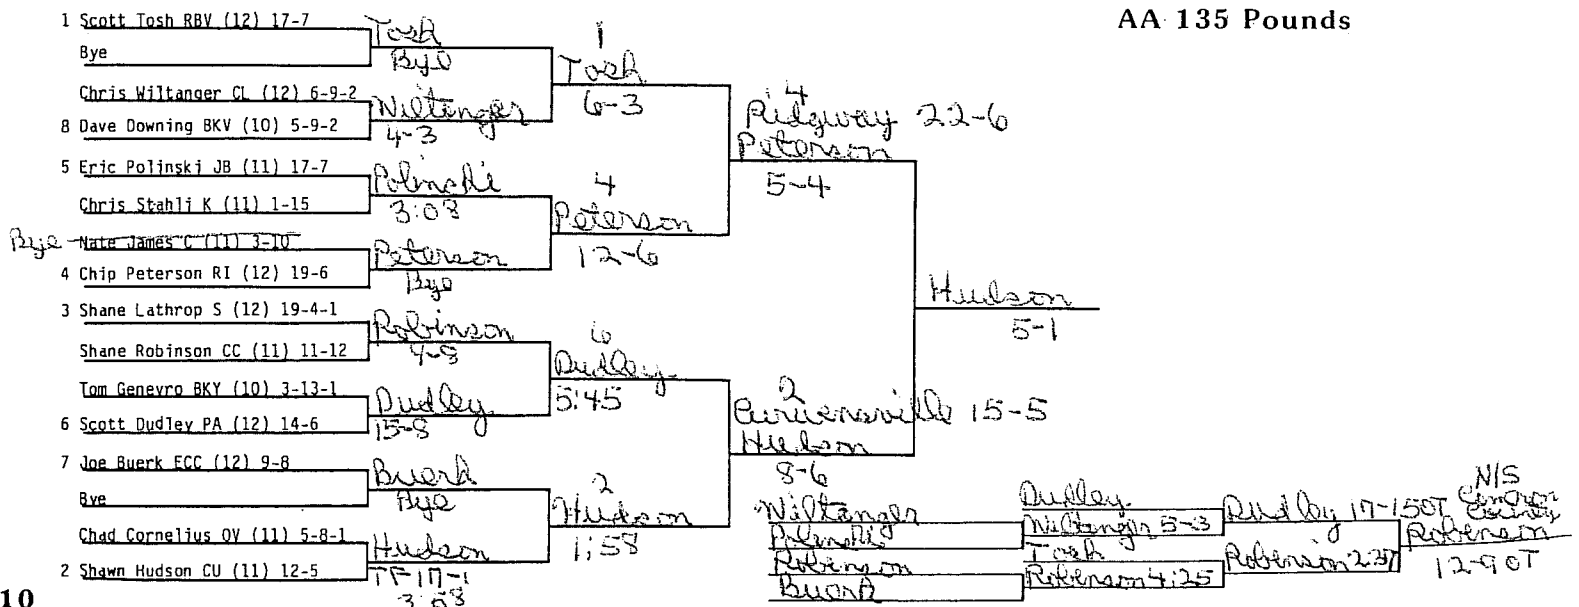 AA 135 Pounds
1 Scott Tosh RBV (12) 17-7
Bye
Chris Wiltanger CL (12) 6-9-2
8 Dave Downing BKV (10) 5-9-2
5 Eric Polinski JB (11) 17-7
Chris Stahli K (11) 1-15
Bye Nate James C (11) 3-10
4 Chip Peterson RI (12) 19-6
3 Shane Lathrop S (12) 19-4-1
Shane Robinson CC (11) 11-12
Tom Genevro BKY (10) 3-13-1
6 Scott Dudley PA (12) 14-6
7 Joe Buerk ECC (12) 9-8
Bye
Chad Cornelius OV (11) 5-8-1
2 Shawn Hudson CU (11) 12-5
Tosh
Bye
Wiltanger
4-3
Polinski
3:08
Peterson
Bye
Robinson
Dudley
15-8
Buerk
Bye
Hudson
TF 17-1
3:58
1
Tosh
6-3
4
Peterson
12-6
6
Dudley
5:45
2
Hudson
1:58
4
Ridgway 22-6
Peterson
5-4
2
Curwensville 15-5
Hudson
8-6
Hudson
5-1
Wiltanger
Polinski
Robinson
Buerk
Dudley
Wiltanger 5-3
Tosh
Robinson 4:25
Dudley 17-15 OT
Robinson
N/S
Cameron
County
Robinson
12-9 OT
10